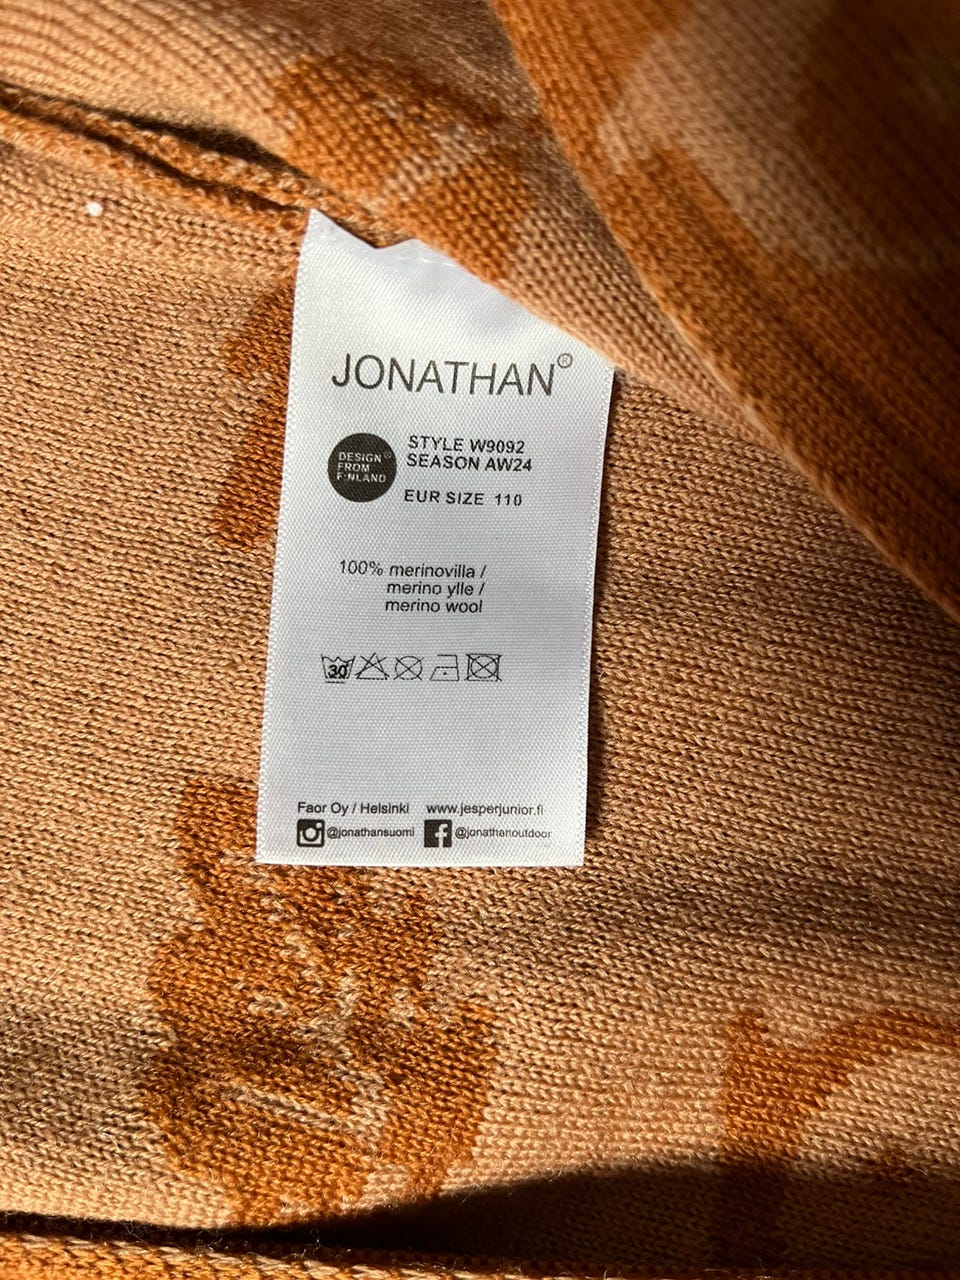 JONATHAN®
DESIGN
FROM
FINLAND
STYLE W9092
SEASON AW24
EUR SIZE 110
100% merinovilla /
merino ylle /
merino wool
30
Faor Oy / Helsinki www.jesperjunior.fi
@jonathansuomi @jonathanoutdoor